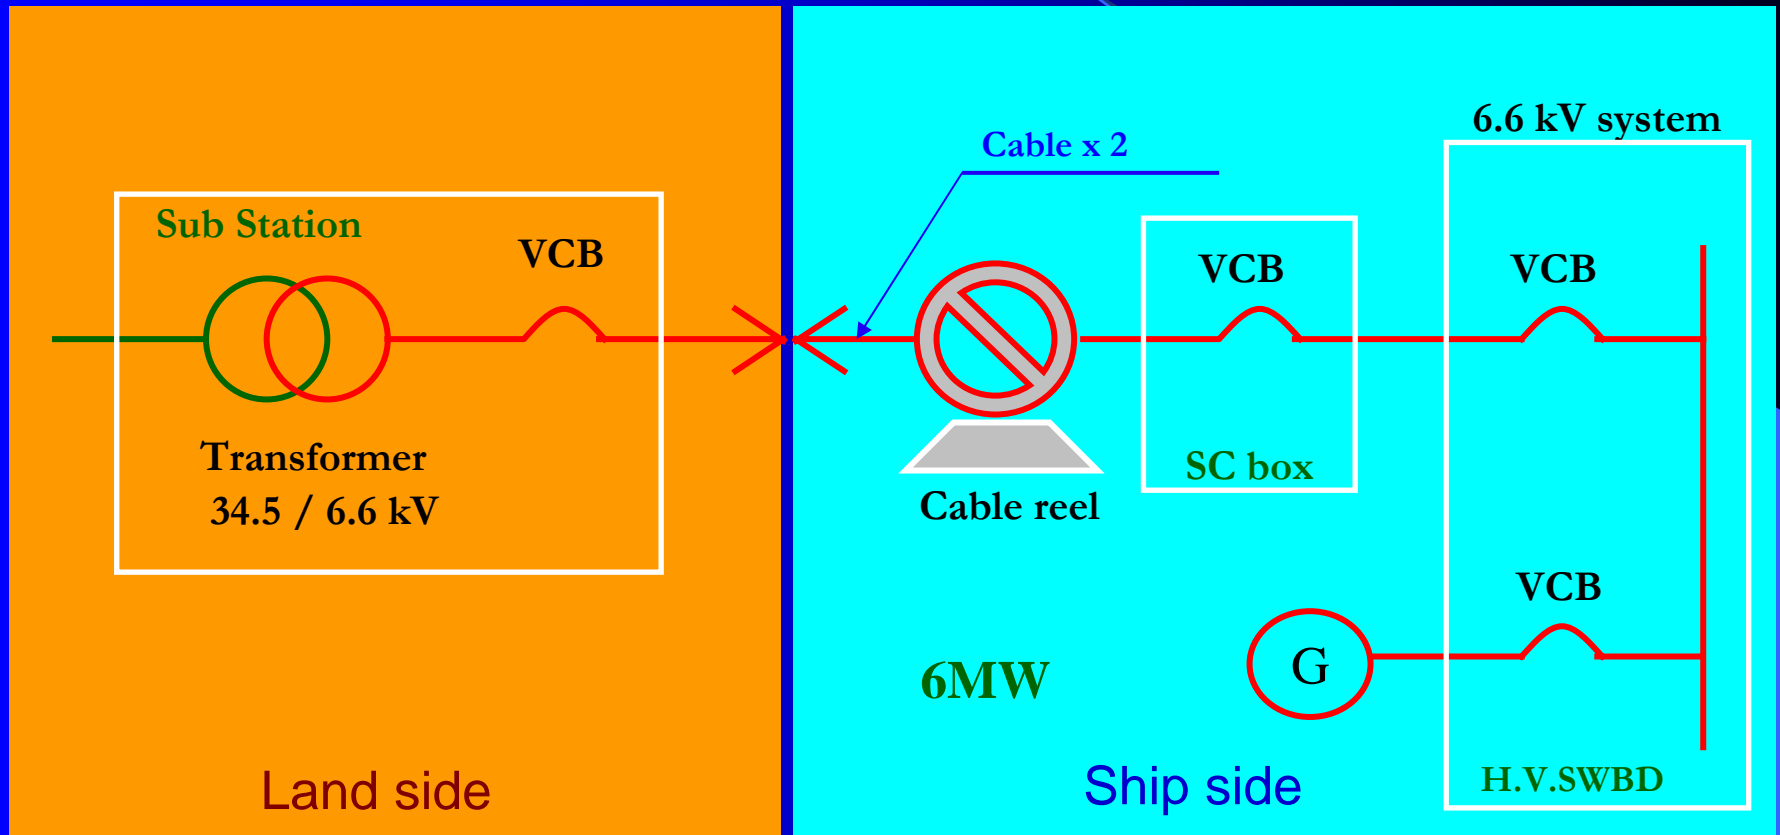 Sub Station
VCB
Transformer
34.5 / 6.6 kV
Land side
Cable x 2
Cable reel
VCB
SC box
6.6 kV system
VCB
VCB
G
6MW
H.V.SWBD
Ship side